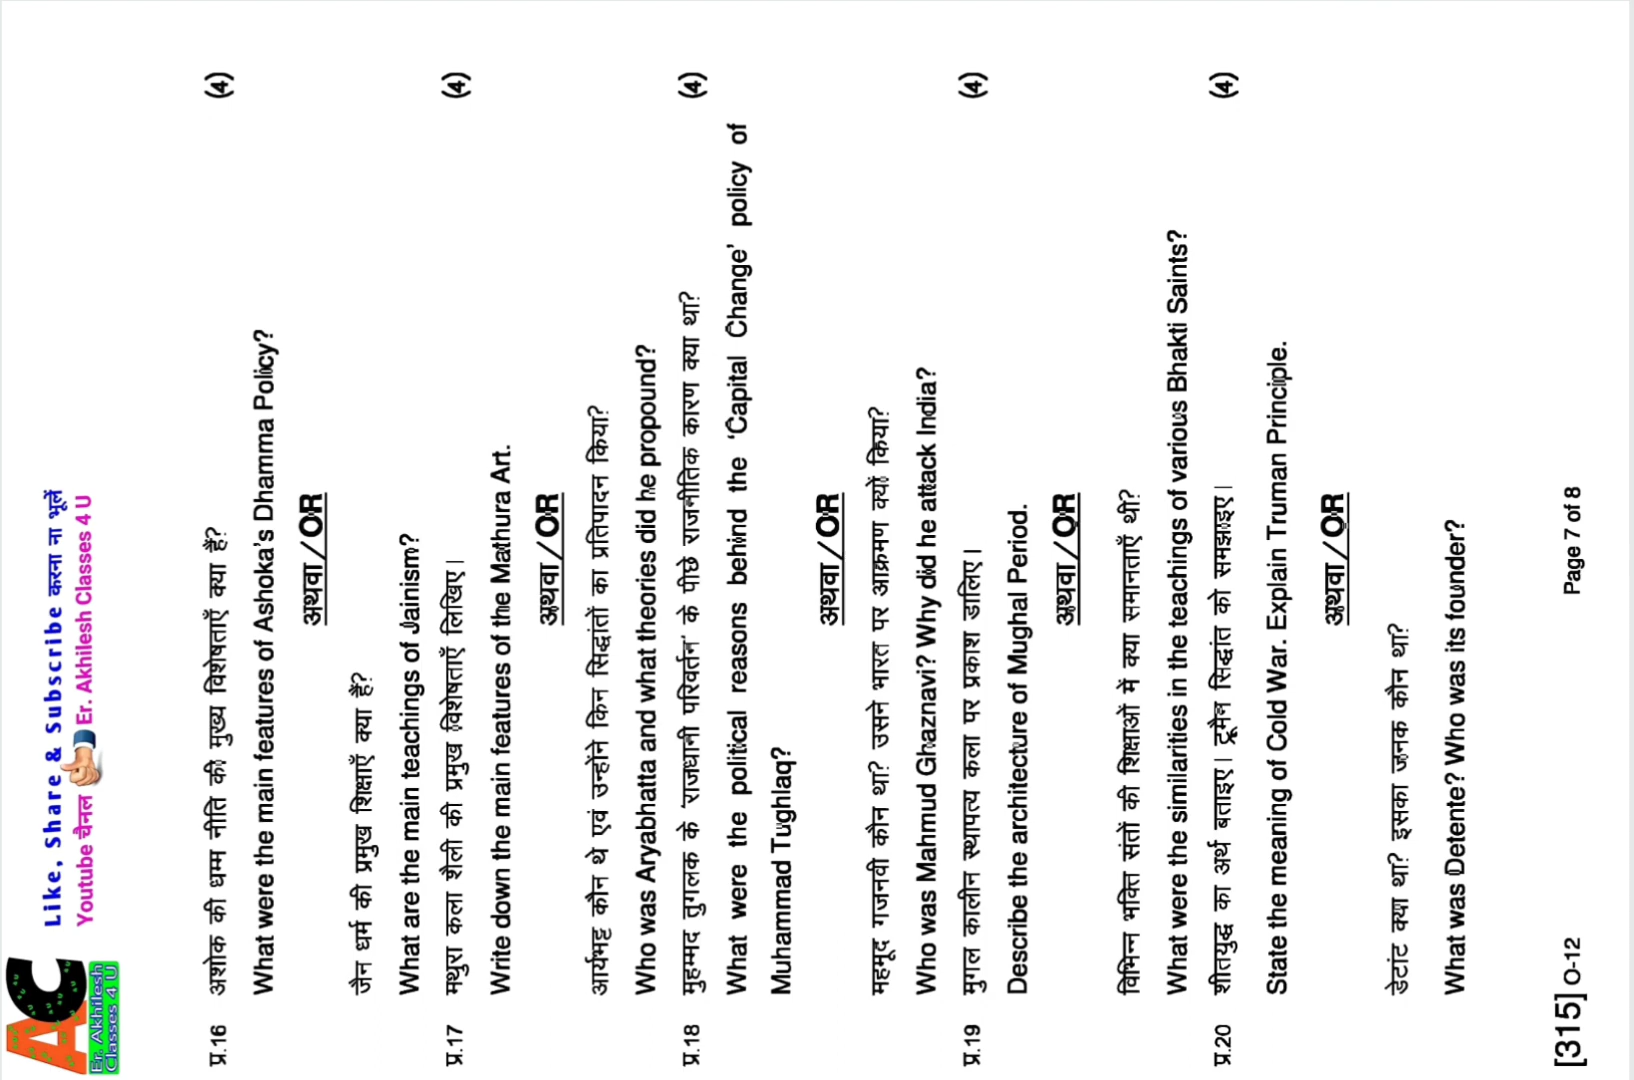 Er. Akhilesh
Classes 4 U
Like, Share & Subscribe करना ना भूलें
Youtube चैनल Er. Akhilesh Classes 4 U
प्र.16 अशोक की धम्म नीति की मुख्य विशेषताएँ क्या हैं? (4)
What were the main features of Ashoka's Dhamma Policy?
अथवा/OR
जैन धर्म की प्रमुख शिक्षाएँ क्या हैं?
What are the main teachings of Jainism?
प्र.17 मथुरा कला शैली की प्रमुख विशेषताएँ लिखिए। (4)
Write down the main features of the Mathura Art.
अथवा/OR
आर्यभट्ट कौन थे एवं उन्होंने किन सिद्धांतों का प्रतिपादन किया?
Who was Aryabhatta and what theories did he propound?
प्र.18 मुहम्मद तुगलक के 'राजधानी परिवर्तन' के पीछे राजनीतिक कारण क्या था? (4)
What were the political reasons behind the 'Capital Change' policy of
Muhammad Tughlaq?
अथवा/OR
महमूद गजनवी कौन था? उसने भारत पर आक्रमण क्यों किया?
Who was Mahmud Ghaznavi? Why did he attack India?
प्र.19 मुगल कालीन स्थापत्य कला पर प्रकाश डालिए। (4)
Describe the architecture of Mughal Period.
अथवा/OR
विभिन्न भक्ति संतों की शिक्षाओं में क्या समानताएँ थी?
What were the similarities in the teachings of various Bhakti Saints?
प्र.20 शीतयुद्ध का अर्थ बताइए। ट्रूमैन सिद्धांत को समझाइए। (4)
State the meaning of Cold War. Explain Truman Principle.
अथवा/OR
डेटांट क्या था? इसका जनक कौन था?
What was Detente? Who was its founder?
[315] O-12 Page 7 of 8